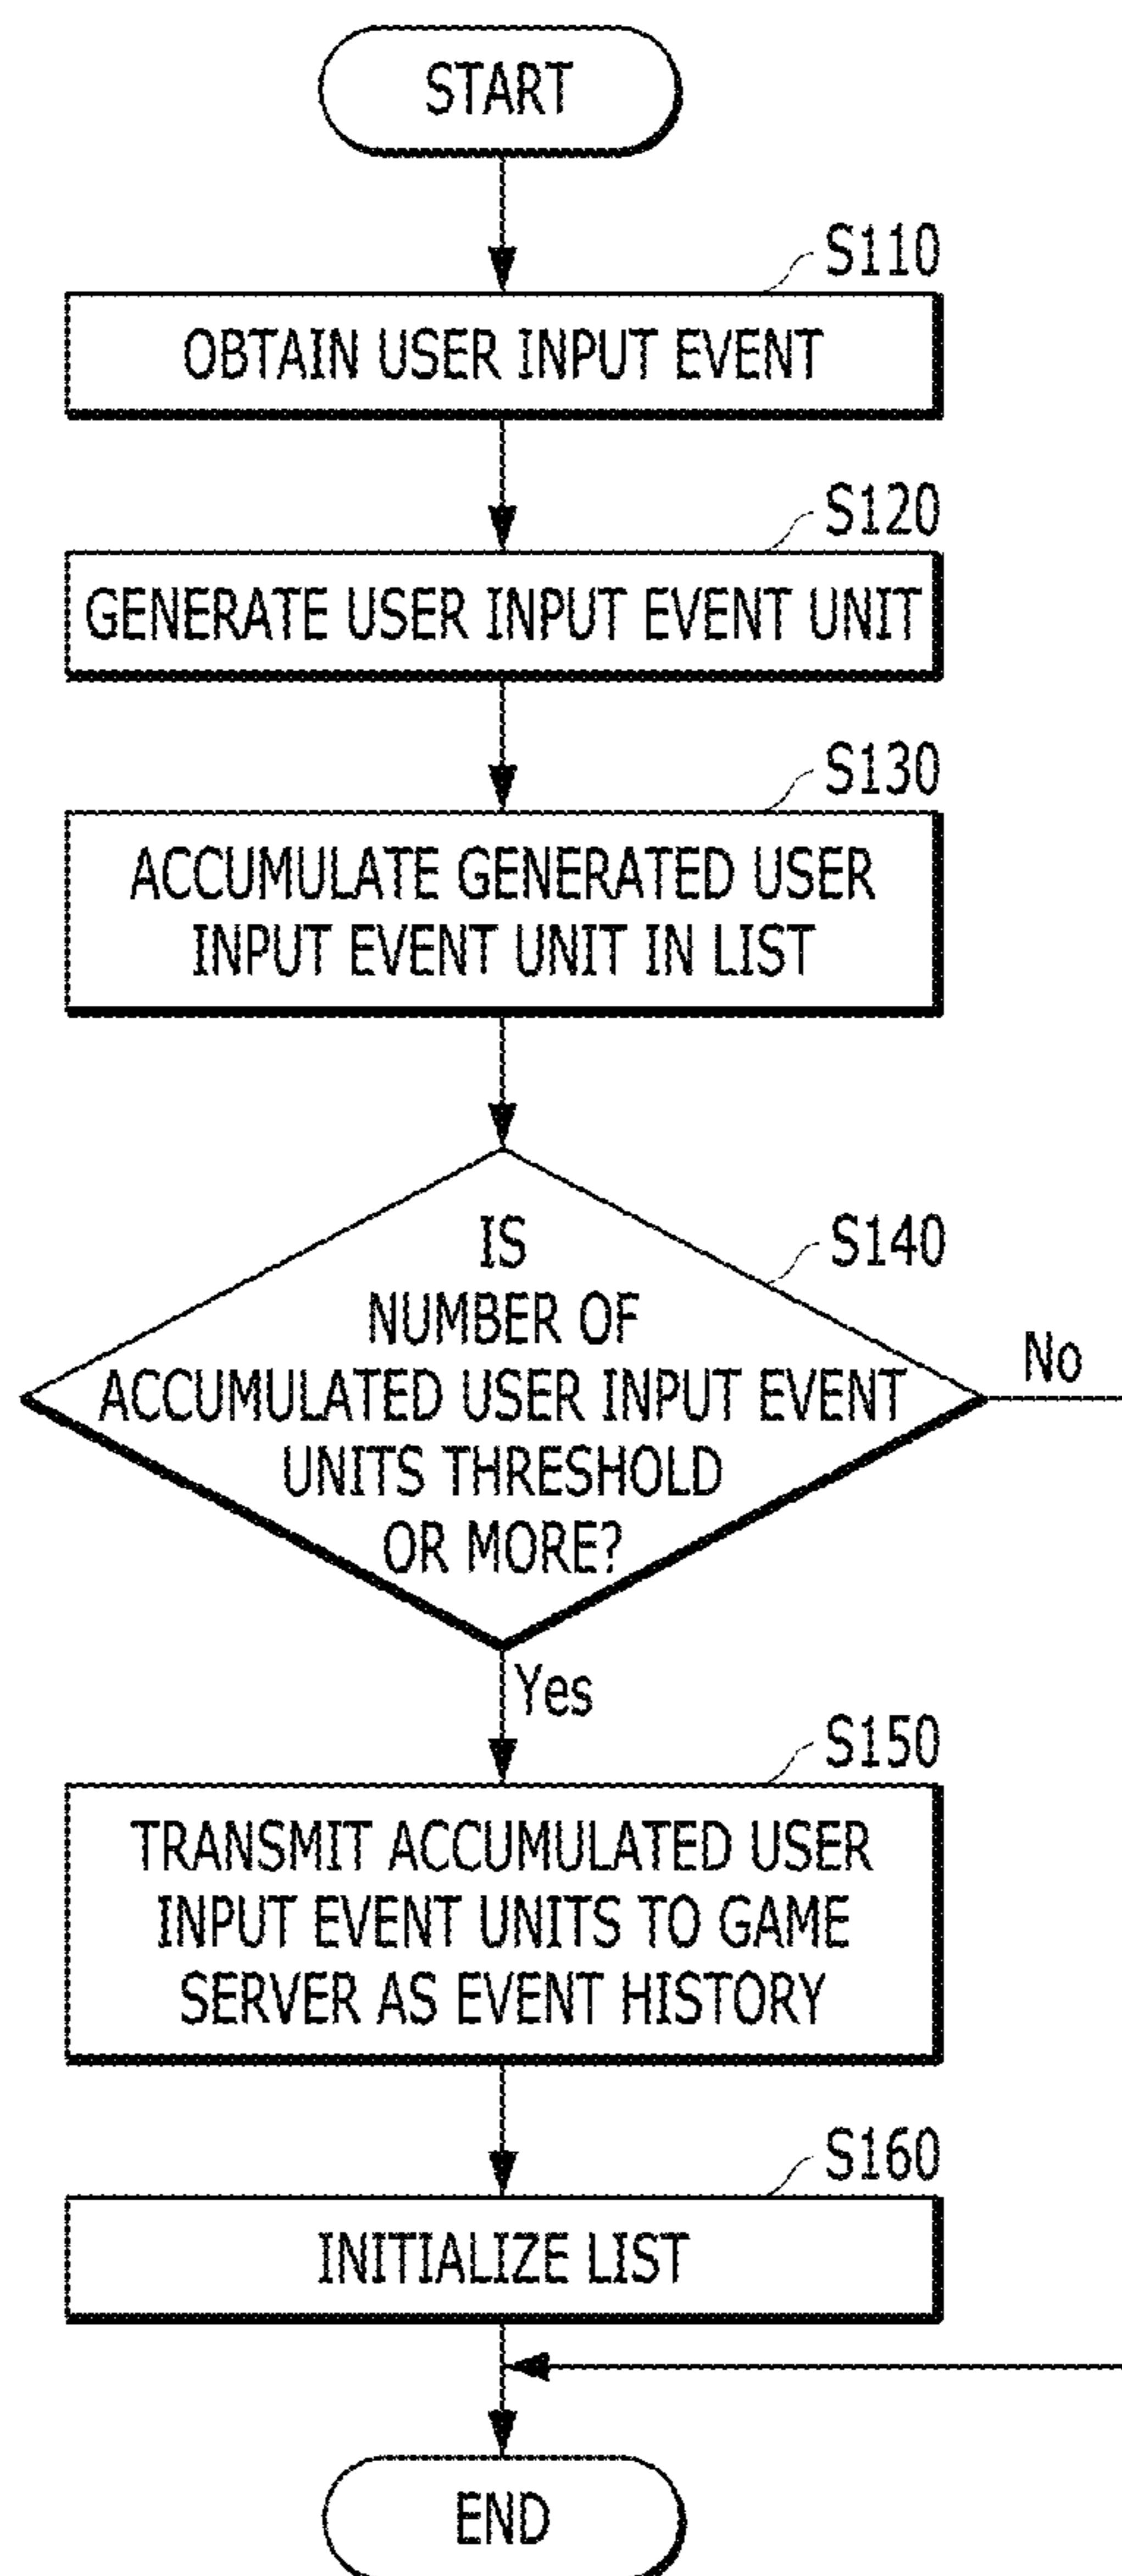 START
S110
OBTAIN USER INPUT EVENT
S120
GENERATE USER INPUT EVENT UNIT
S130
ACCUMULATE GENERATED USER
INPUT EVENT UNIT IN LIST
S140
IS
NUMBER OF
ACCUMULATED USER INPUT EVENT
UNITS THRESHOLD
OR MORE?
No
Yes
S150
TRANSMIT ACCUMULATED USER
INPUT EVENT UNITS TO GAME
SERVER AS EVENT HISTORY
S160
INITIALIZE LIST
END